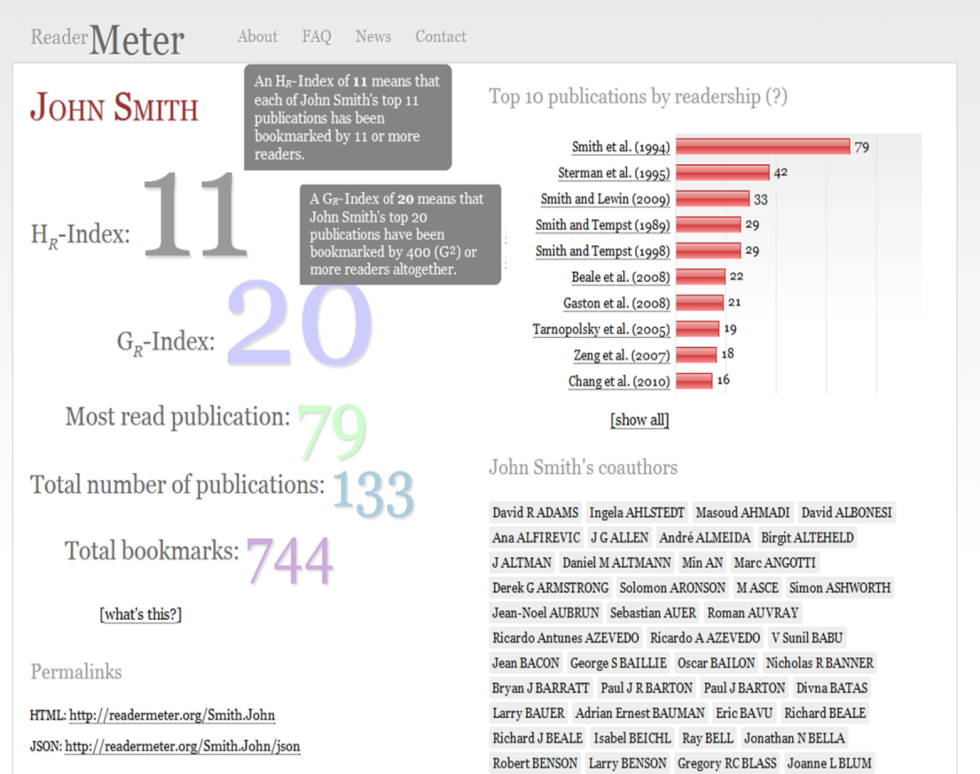 ReaderMeter About FAQ News Contact
JOHN SMITH
An HR-Index of 11 means that
each of John Smith's top 11
publications has been
bookmarked by 11 or more
readers.
HR-Index: 11
A GR-Index of 20 means that
John Smith's top 20
publications have been
bookmarked by 400 (G²) or
more readers altogether.
GR-Index: 20
Most read publication: 79
Total number of publications: 133
Total bookmarks: 744
[what's this?]
Permalinks
HTML: http://readermeter.org/Smith.John
JSON: http://readermeter.org/Smith.John/json
Top 10 publications by readership (?)
Smith et al. (1994) 79
Sterman et al. (1995) 42
Smith and Lewin (2009) 33
Smith and Tempst (1989) 29
Smith and Tempst (1998) 29
Beale et al. (2008) 22
Gaston et al. (2008) 21
Tarnopolsky et al. (2005) 19
Zeng et al. (2007) 18
Chang et al. (2010) 16
[show all]
John Smith's coauthors
David R ADAMS Ingela AHLSTEDT Masoud AHMADI David ALBONESI
Ana ALFIREVIC J G ALLEN André ALMEIDA Birgit ALTEHELD
J ALTMAN Daniel M ALTMANN Min AN Marc ANGOTTI
Derek G ARMSTRONG Solomon ARONSON M ASCE Simon ASHWORTH
Jean-Noel AUBRUN Sebastian AUER Roman AUVRAY
Ricardo Antunes AZEVEDO Ricardo A AZEVEDO V Sunil BABU
Jean BACON George S BAILLIE Oscar BAILON Nicholas R BANNER
Bryan J BARRATT Paul J R BARTON Paul J BARTON Divna BATAS
Larry BAUER Adrian Ernest BAUMAN Eric BAVU Richard BEALE
Richard J BEALE Isabel BEICHL Ray BELL Jonathan N BELLA
Robert BENSON Larry BENSON Gregory RC BLASS Joanne L BLUM